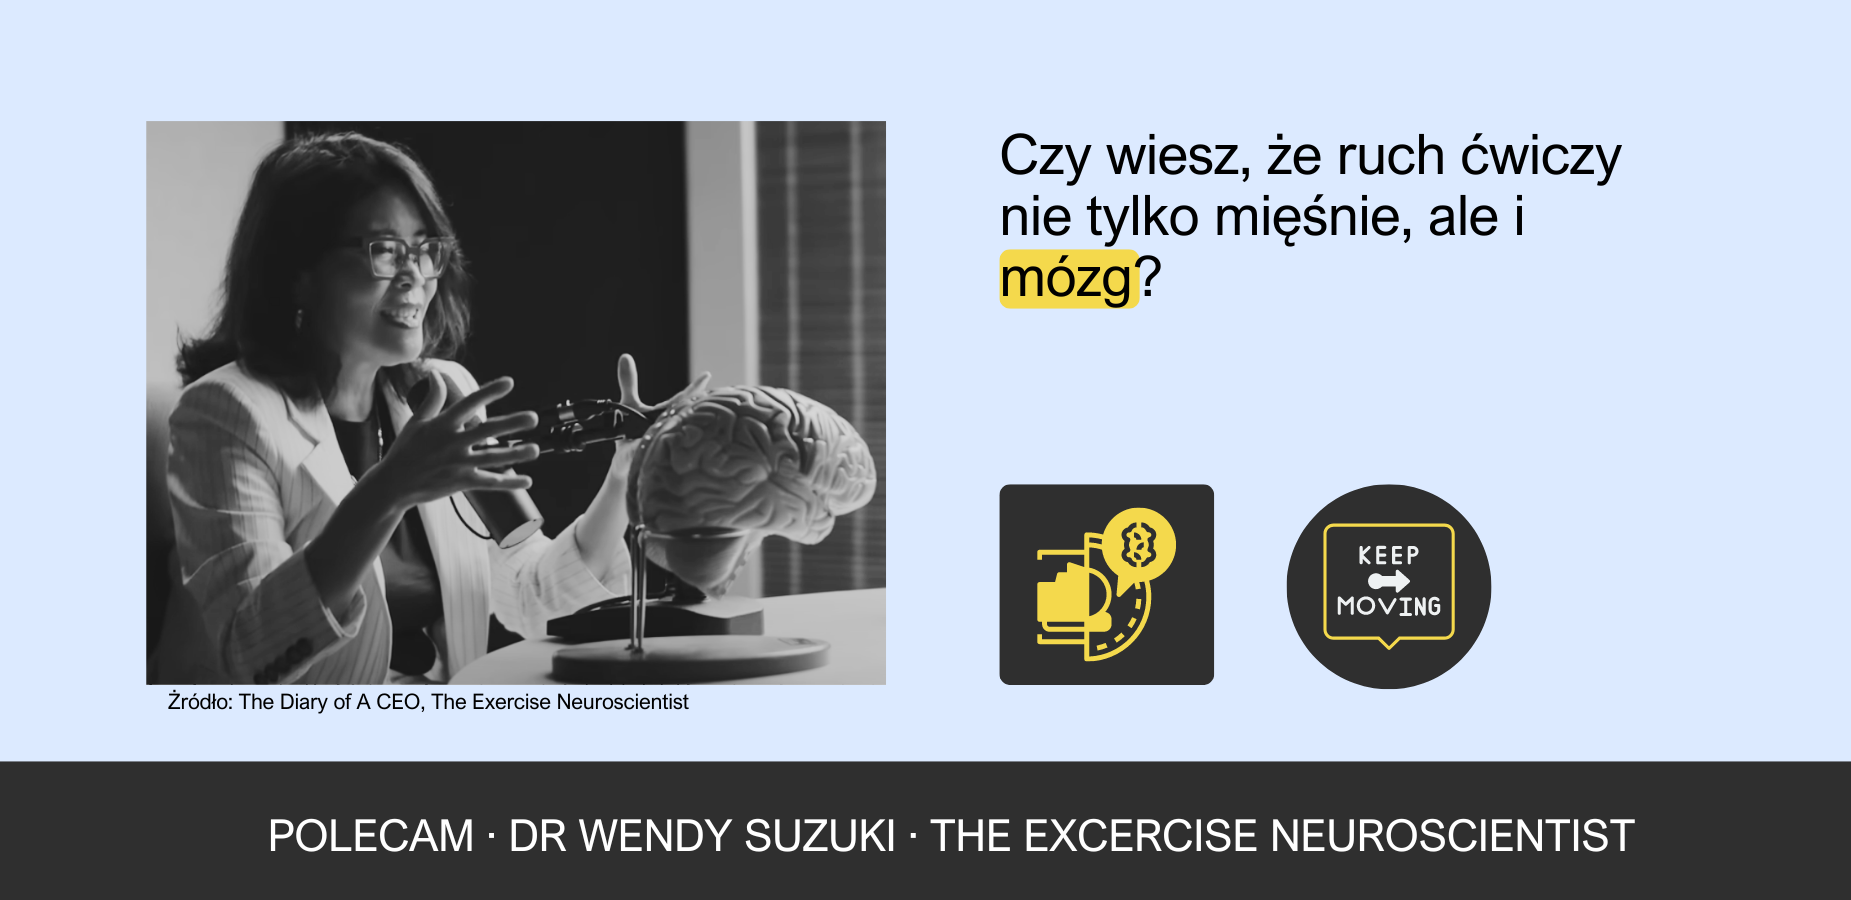 Czy wiesz, że ruch ćwiczy
nie tylko mięśnie, ale i
mózg?
KEEP
MOVING
Źródło: The Diary of A CEO, The Exercise Neuroscientist
POLECAM · DR WENDY SUZUKI · THE EXCERCISE NEUROSCIENTIST